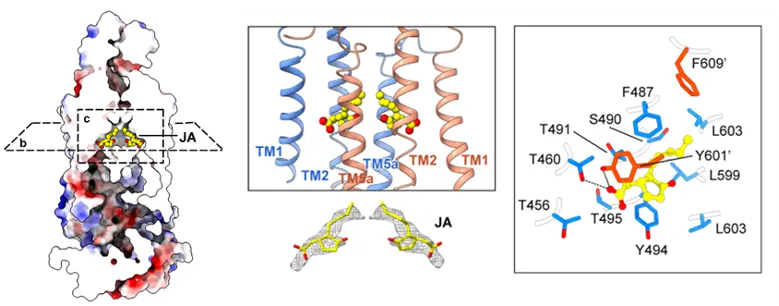 c
JA
b
TM1
TM2
TM5a
TM5a
TM2
TM1
JA
F609'
F487
S490
L603
T491
Y601'
T460
L599
T456
T495
L603
Y494